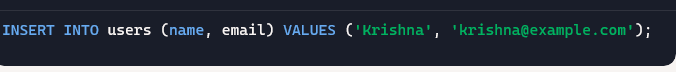 INSERT INTO users (name, email) VALUES ('Krishna', 'krishna@example.com');